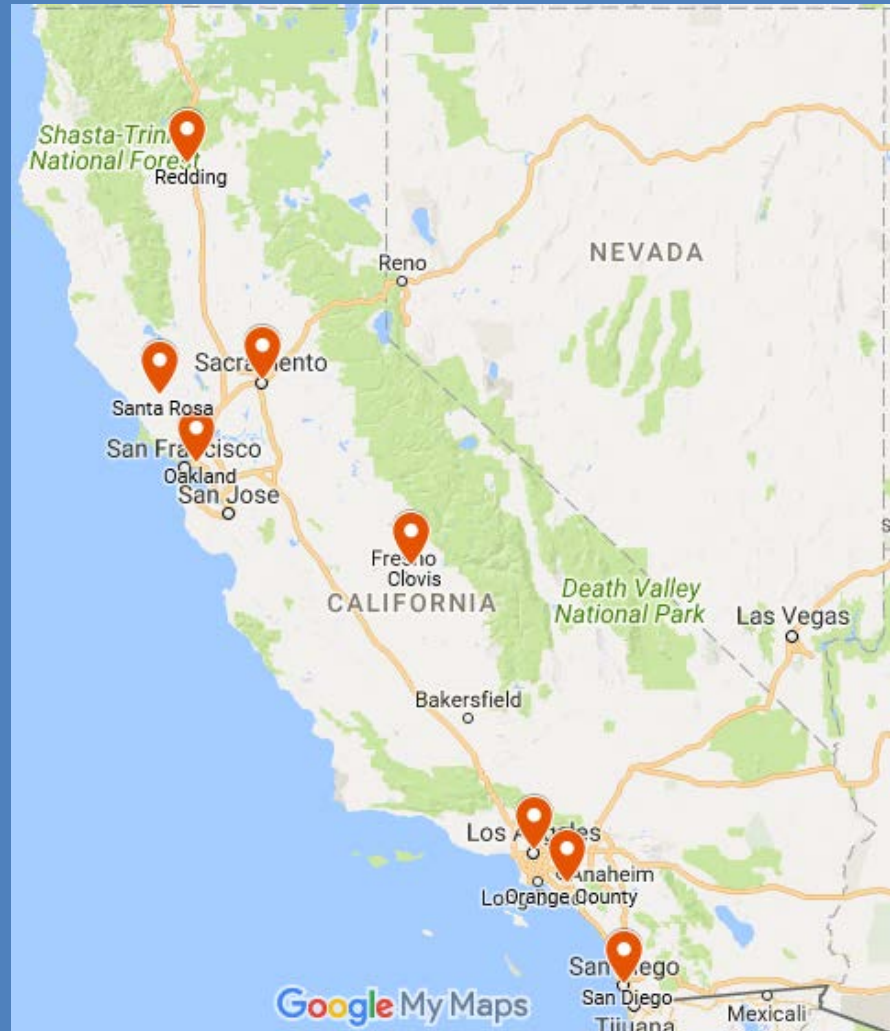 Shasta-Trin
National Forest
Redding
Reno
NEVADA
Sacramento
Santa Rosa
San Francisco
Oakland
San Jose
Fresno
Clovis
CALIFORNIA
Death Valley
National Park
Las Vegas
Bakersfield
Los Angeles
Anaheim
Orange County
San Diego
San Diego
Tijuana
Mexicali
Google My Maps